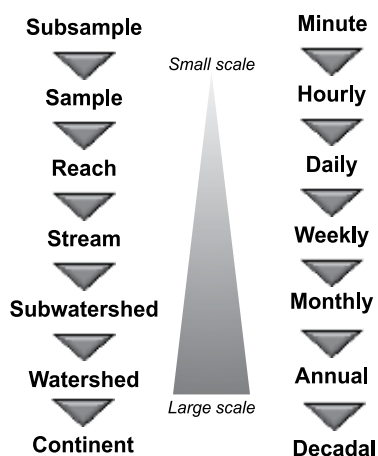 Subsample
Sample
Reach
Stream
Subwatershed
Watershed
Continent
Small scale
Large scale
Minute
Hourly
Daily
Weekly
Monthly
Annual
Decadal